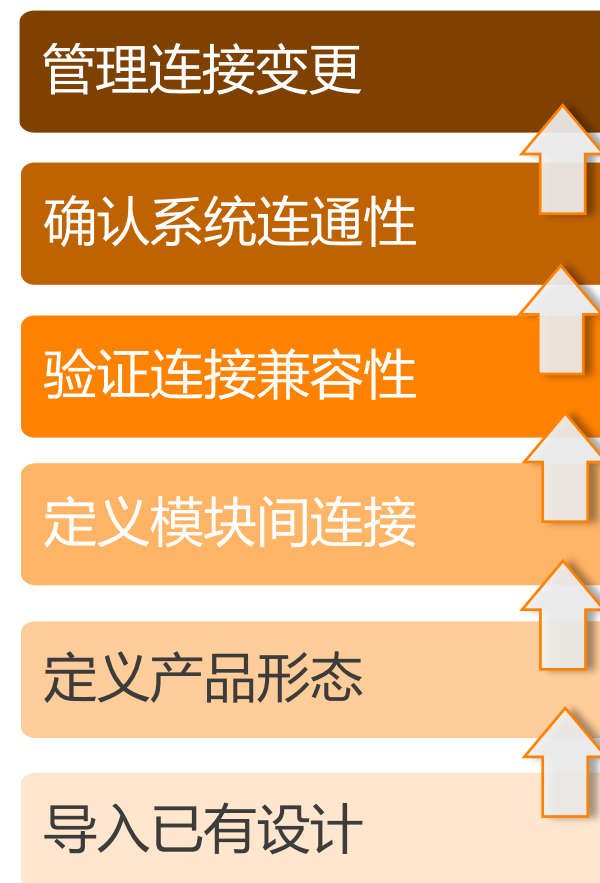 管理连接变更
确认系统连通性
验证连接兼容性
定义模块间连接
定义产品形态
导入已有设计